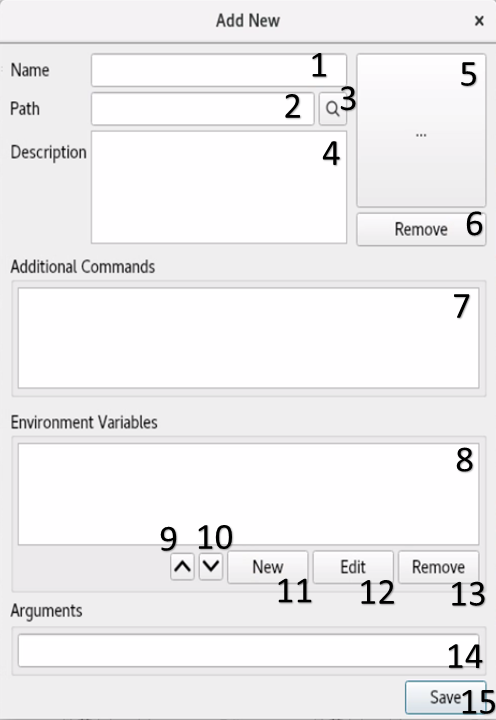 Add New ×
Name 1
Path 2 3
Description 4
... 5
Remove 6
Additional Commands
7
Environment Variables
8
9 10
New Edit Remove
11 12 13
Arguments
14
Save 15